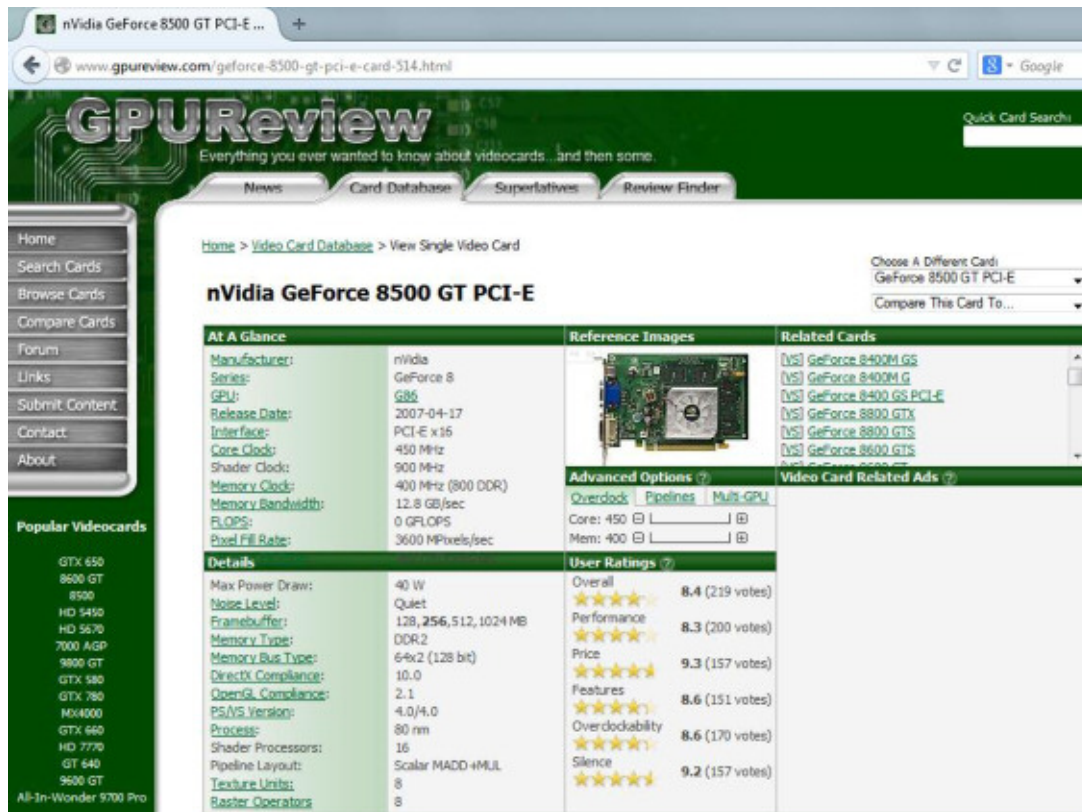 nVidia GeForce 8500 GT PCI-E ...
www.gpureview.com/geforce-8500-gt-pci-e-card-514.html
Google
GPUReview
Everything you ever wanted to know about videocards...and then some.
Quick Card Search:
News
Card Database
Superlatives
Review Finder
Home
Search Cards
Browse Cards
Compare Cards
Forum
Links
Submit Content
Contact
About
Popular Videocards
GTX 650
8600 GT
8500
HD 5450
HD 5670
7000 AGP
9800 GT
GTX 580
GTX 780
MX4000
GTX 660
HD 7770
GT 640
9600 GT
All-In-Wonder 9700 Pro
Home > Video Card Database > View Single Video Card
nVidia GeForce 8500 GT PCI-E
Choose A Different Card:
GeForce 8500 GT PCI-E
Compare This Card To...
At A Glance
Manufacturer: nVidia
Series: GeForce 8
GPU: G86
Release Date: 2007-04-17
Interface: PCI-E x16
Core Clock: 450 MHz
Shader Clock: 900 MHz
Memory Clock: 400 MHz (800 DDR)
Memory Bandwidth: 12.8 GB/sec
FLOPS: 0 GFLOPS
Pixel Fill Rate: 3600 MPixels/sec
Details
Max Power Draw: 40 W
Noise Level: Quiet
Framebuffer: 128,256,512,1024 MB
Memory Type: DDR2
Memory Bus Type: 64x2 (128 bit)
DirectX Compliance: 10.0
OpenGL Compliance: 2.1
PS/VS Version: 4.0/4.0
Process: 80 nm
Shader Processors: 16
Pipeline Layout: Scalar MADD+MUL
Texture Units: 8
Raster Operators 8
Reference Images
Advanced Options
Overclock Pipelines Multi-GPU
Core: 450
Mem: 400
User Ratings
Overall
8.4 (219 votes)
Performance
8.3 (200 votes)
Price
9.3 (157 votes)
Features
8.6 (151 votes)
Overclockability
8.6 (170 votes)
Silence
9.2 (157 votes)
Related Cards
[VS] GeForce 8400M GS
[VS] GeForce 8400M G
[VS] GeForce 8400 GS PCI-E
[VS] GeForce 8800 GTX
[VS] GeForce 8800 GTS
[VS] GeForce 8600 GTS
Video Card Related Ads